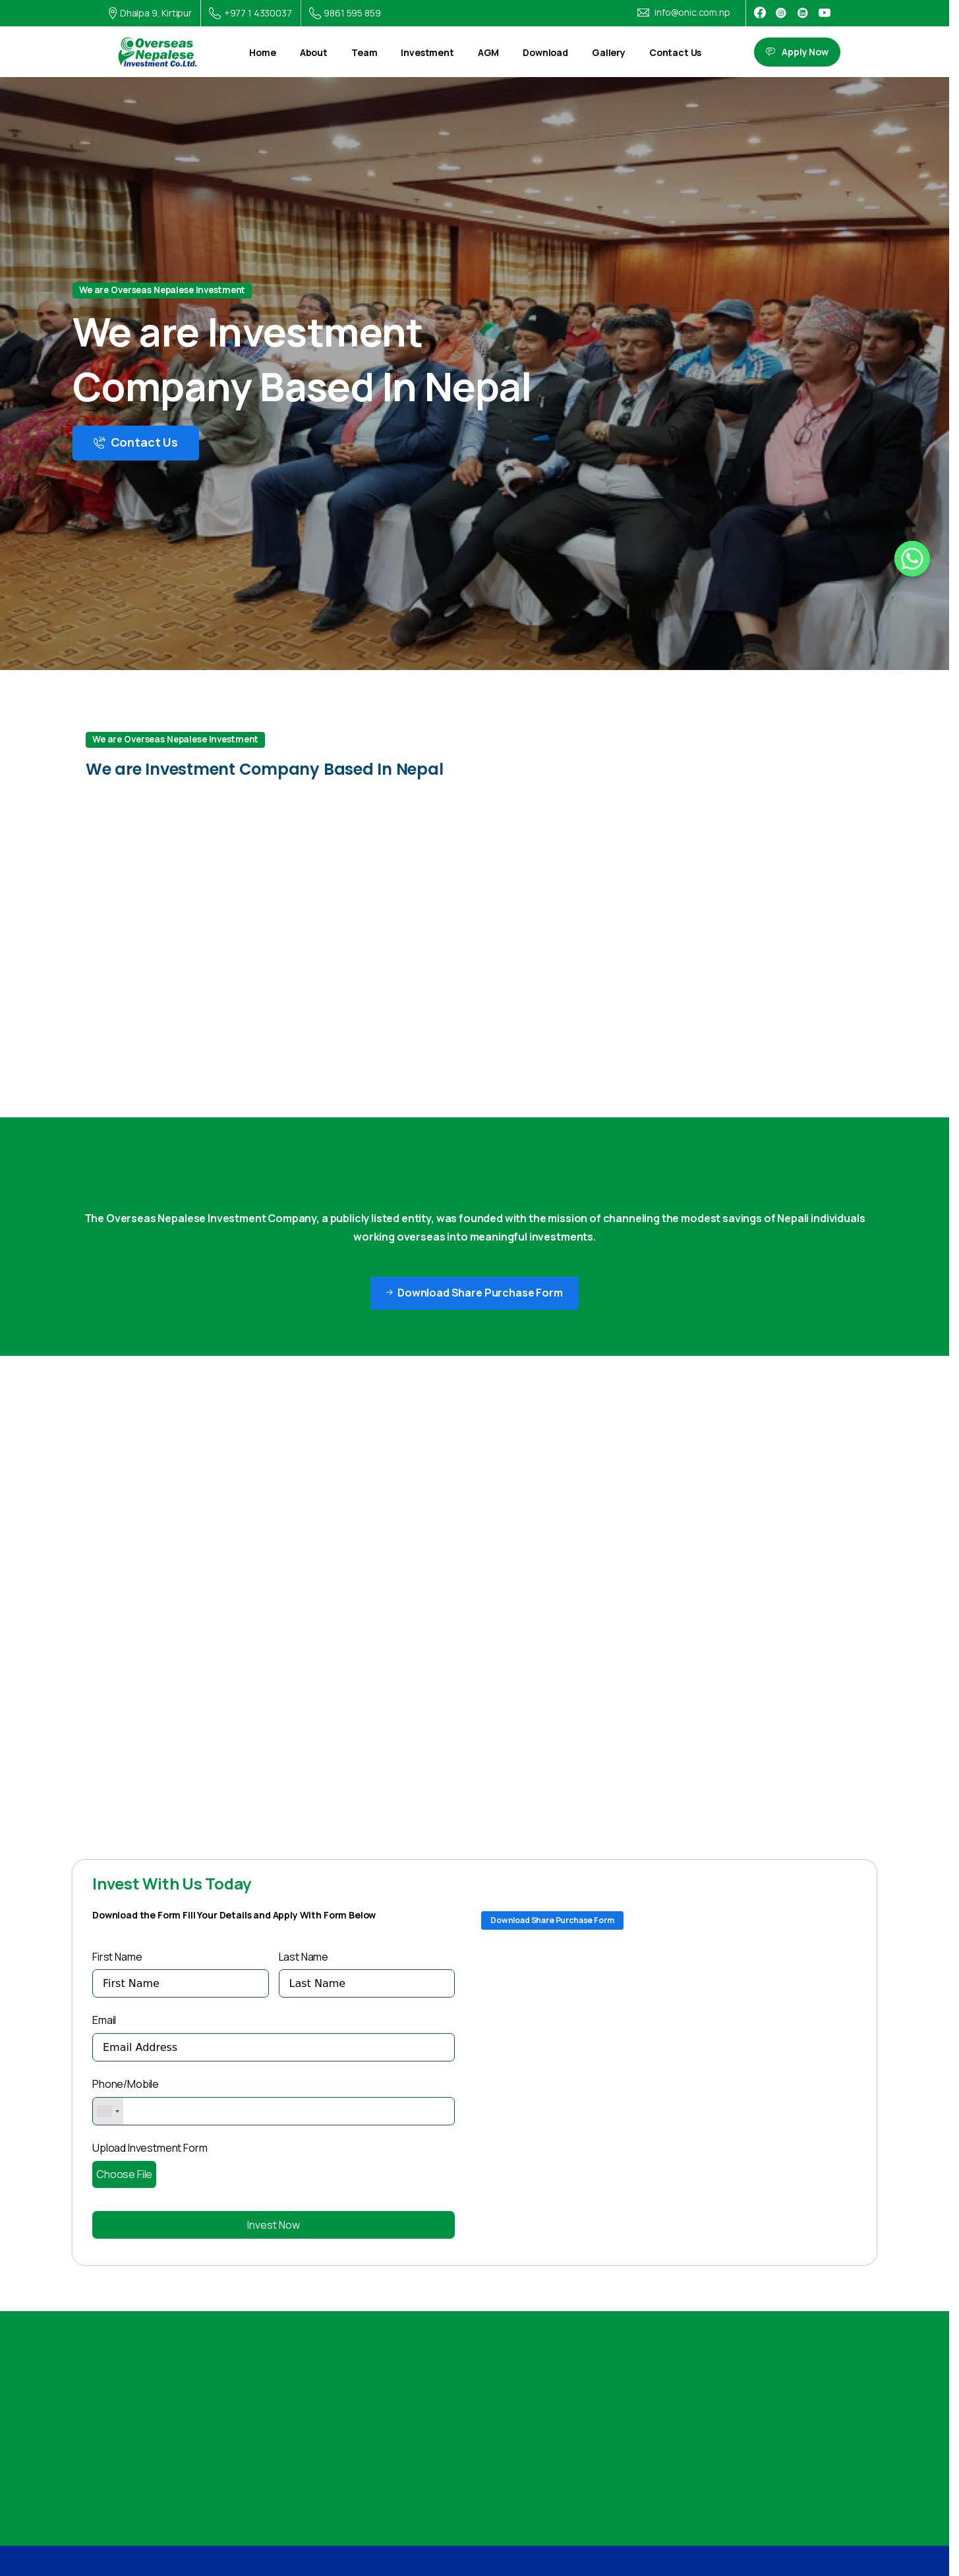 Dhalpa 9, Kirtipur
+977 1 4330037
9861 595 859
info@onic.com.np
Overseas
Nepalese
Investment Co.Ltd.
Home
About
Team
Investment
AGM
Download
Gallery
Contact Us
Apply Now
We are Overseas Nepalese Investment
We are Investment
Company Based In Nepal
Contact Us
We are Overseas Nepalese Investment
We are Investment Company Based In Nepal
The Overseas Nepalese Investment Company, a publicly listed entity, was founded with the mission of channeling the modest savings of Nepali individuals
working overseas into meaningful investments.
Download Share Purchase Form
Invest With Us Today
Download the Form Fill Your Details and Apply With Form Below
Download Share Purchase Form
First Name
Last Name
First Name
Last Name
Email
Email Address
Phone/Mobile
Upload Investment Form
Choose File
Invest Now